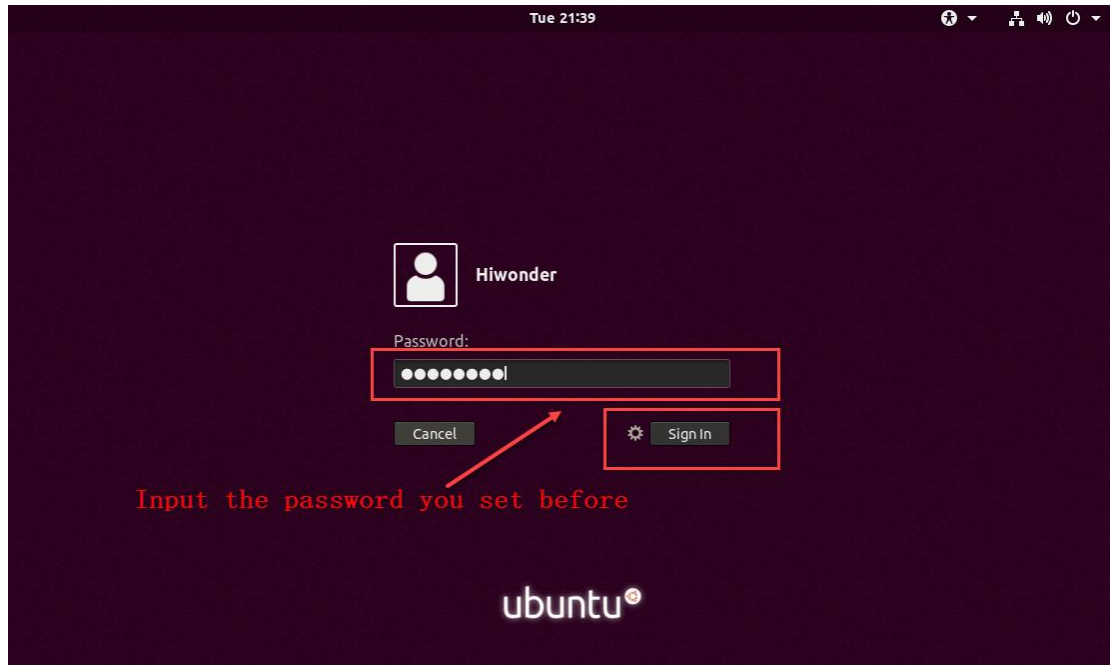 Tue 21:39
Hiwonder
Password:
Cancel
Sign In
Input the password you set before
ubuntu